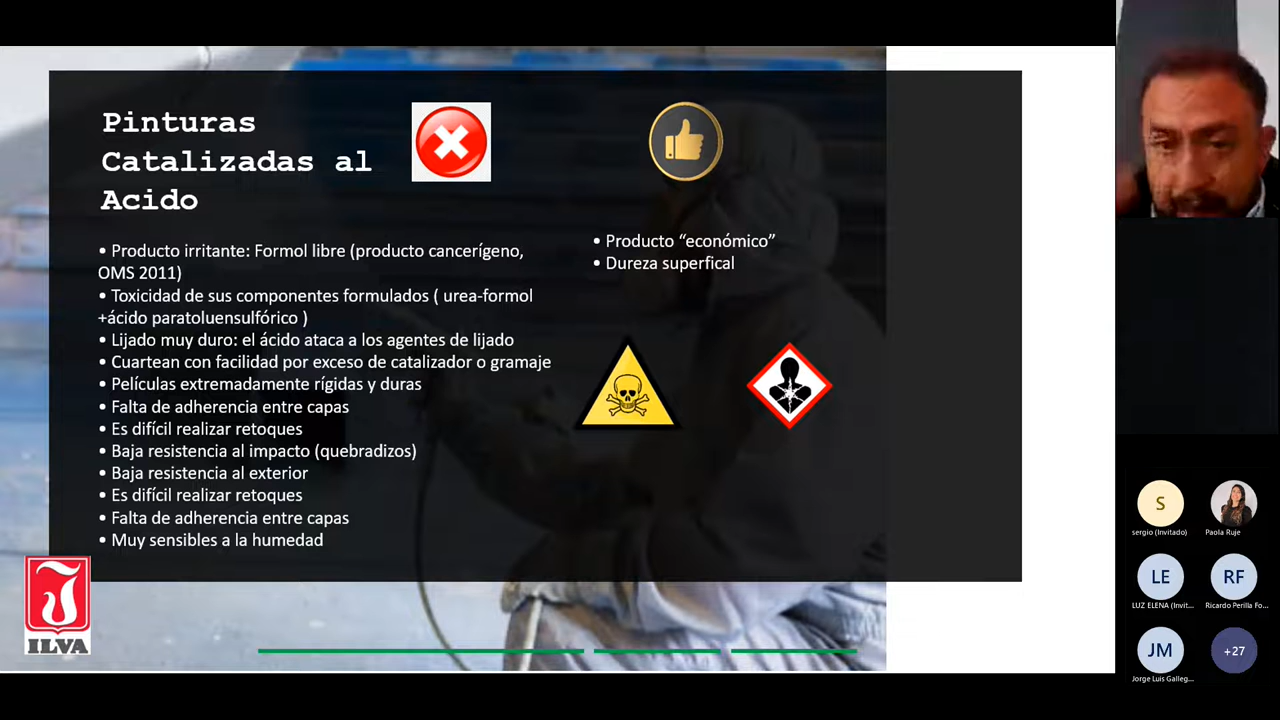 Pinturas
Catalizadas al
Acido
• Producto irritante: Formol libre (producto cancerígeno,
OMS 2011)
• Toxicidad de sus componentes formulados ( urea-formol
+ácido paratoluensulfórico )
• Lijado muy duro: el ácido ataca a los agentes de lijado
• Cuartean con facilidad por exceso de catalizador o gramaje
• Películas extremadamente rígidas y duras
• Falta de adherencia entre capas
• Es difícil realizar retoques
• Baja resistencia al impacto (quebradizos)
• Baja resistencia al exterior
• Es difícil realizar retoques
• Falta de adherencia entre capas
• Muy sensibles a la humedad
• Producto “económico”
• Dureza superfical
ILVA
S
sergio (Invitado)
Paola Ruje
LE
LUZ ELENA (Invit...
RF
Ricardo Perilla Fo...
JM
Jorge Luis Galleg...
+27